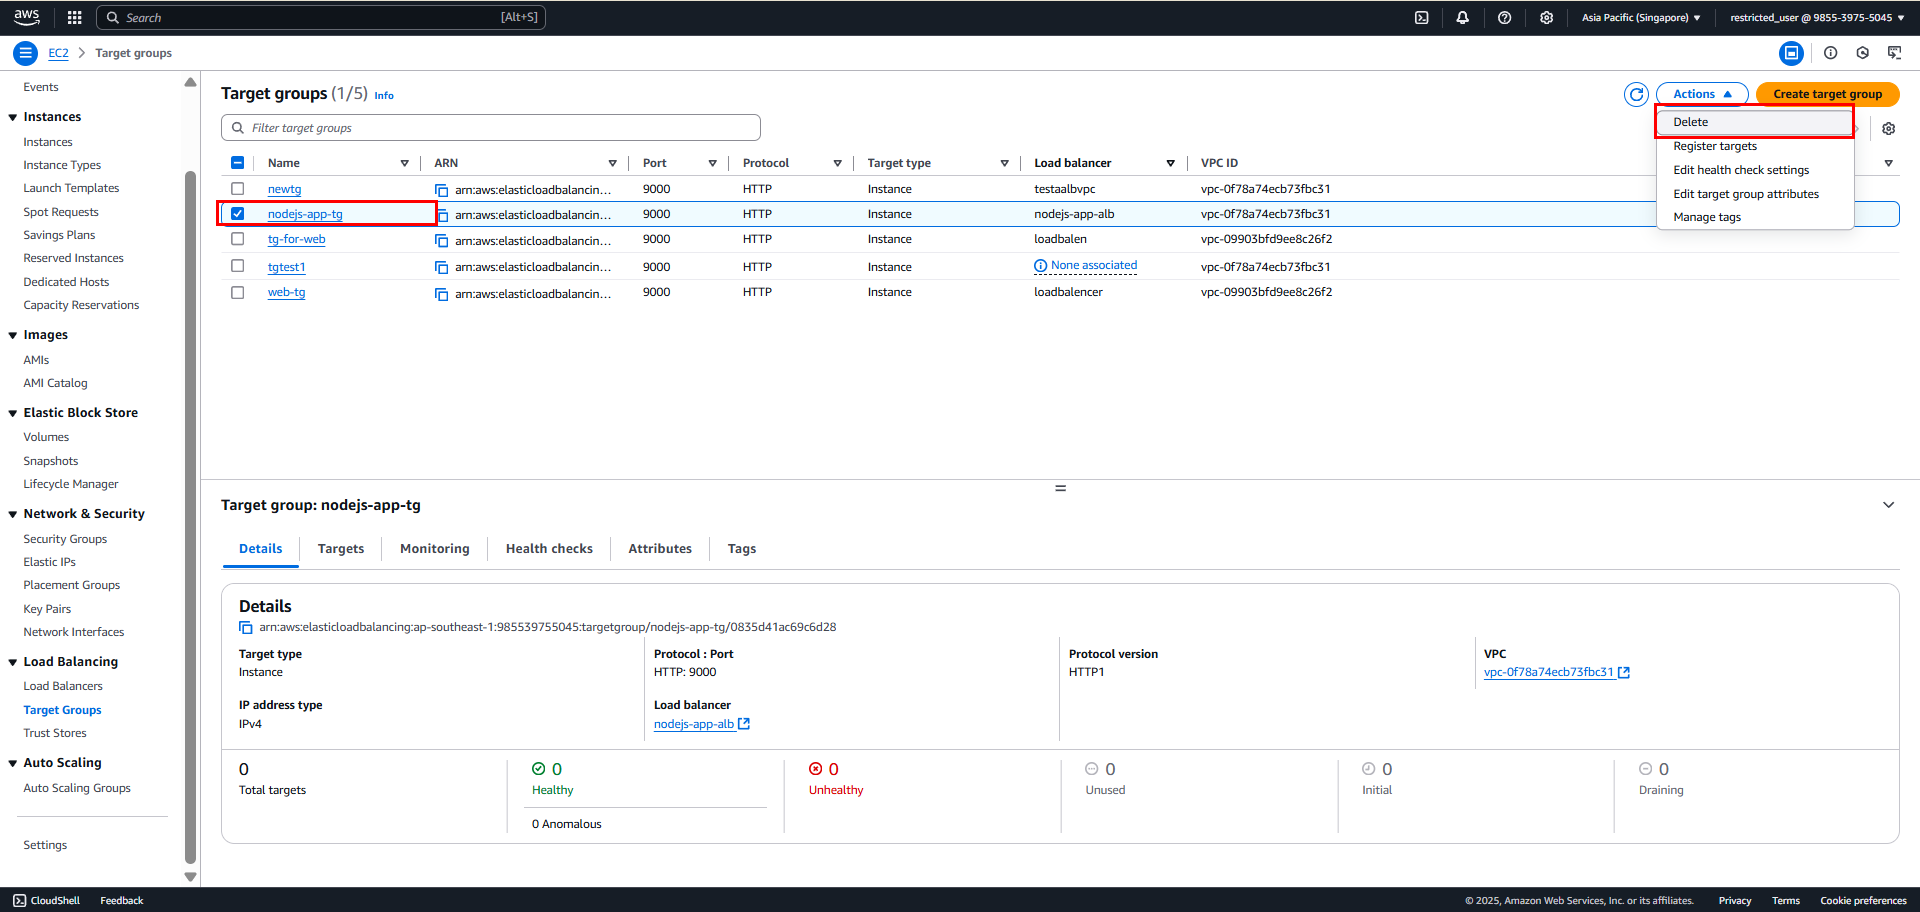 aws
Search [Alt+S]
Asia Pacific (Singapore)
restricted_user @ 9855-3975-5045
EC2 > Target groups
Events
Instances
Instances
Instance Types
Launch Templates
Spot Requests
Savings Plans
Reserved Instances
Dedicated Hosts
Capacity Reservations
Images
AMIs
AMI Catalog
Elastic Block Store
Volumes
Snapshots
Lifecycle Manager
Network & Security
Security Groups
Elastic IPs
Placement Groups
Key Pairs
Network Interfaces
Load Balancing
Load Balancers
Target Groups
Trust Stores
Auto Scaling
Auto Scaling Groups
Settings
Target groups (1/5) Info
Actions
Create target group
Filter target groups
Delete
Register targets
Edit health check settings
Edit target group attributes
Manage tags
Name ARN Port Protocol Target type Load balancer VPC ID
newtg arn:aws:elasticloadbalancin... 9000 HTTP Instance testaalbvpc vpc-0f78a74ecb73fbc31
nodejs-app-tg arn:aws:elasticloadbalancin... 9000 HTTP Instance nodejs-app-alb vpc-0f78a74ecb73fbc31
tg-for-web arn:aws:elasticloadbalancin... 9000 HTTP Instance loadbalen vpc-09903bfd9ee8c26f2
tgtest1 arn:aws:elasticloadbalancin... 9000 HTTP Instance None associated vpc-0f78a74ecb73fbc31
web-tg arn:aws:elasticloadbalancin... 9000 HTTP Instance loadbalencer vpc-09903bfd9ee8c26f2
Target group: nodejs-app-tg
Details Targets Monitoring Health checks Attributes Tags
Details
arn:aws:elasticloadbalancing:ap-southeast-1:985539755045:targetgroup/nodejs-app-tg/0835d41ac69c6d28
Target type
Instance
Protocol : Port
HTTP: 9000
Protocol version
HTTP1
VPC
vpc-0f78a74ecb73fbc31
IP address type
IPv4
Load balancer
nodejs-app-alb
0
Total targets
0
Healthy
0 Anomalous
0
Unhealthy
0
Unused
0
Initial
0
Draining
CloudShell Feedback
© 2025, Amazon Web Services, Inc. or its affiliates. Privacy Terms Cookie preferences